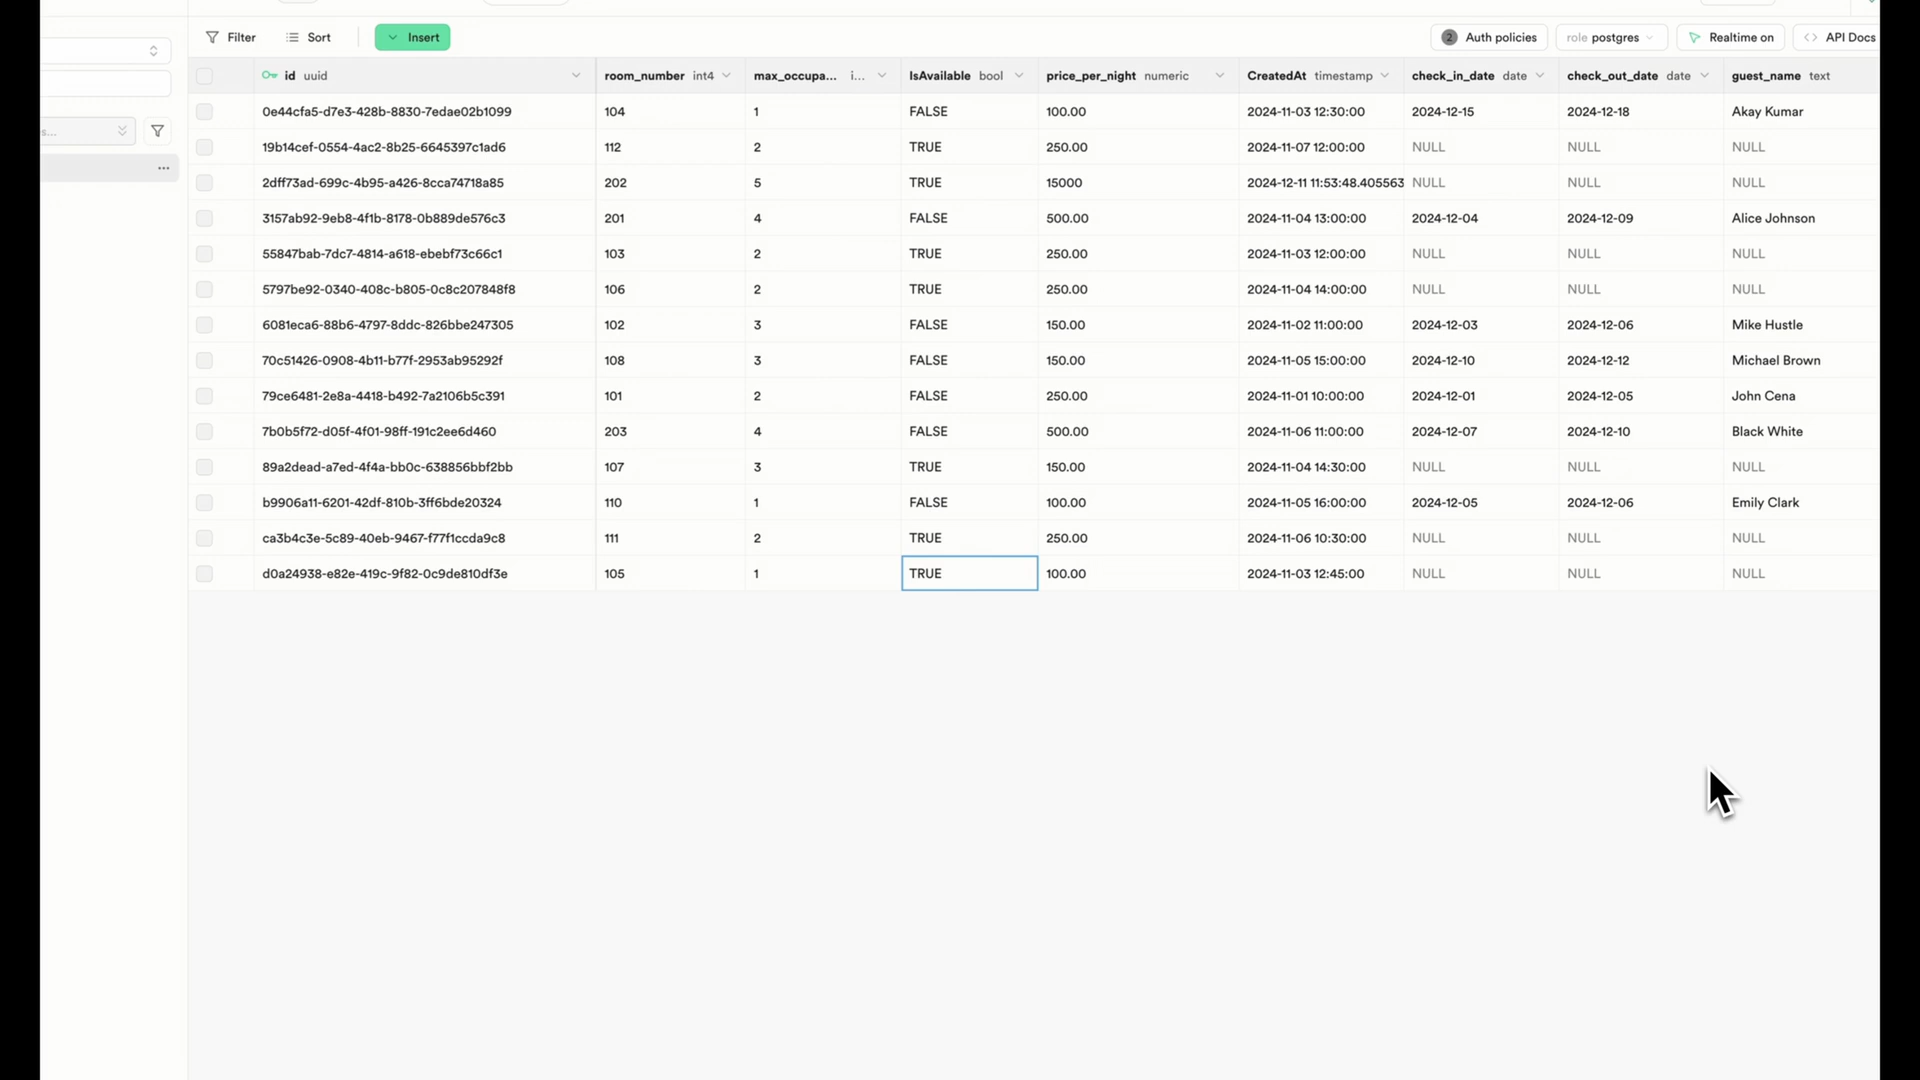 Filter Sort Insert 2 Auth policies role postgres Realtime on API Docs
id uuid room_number int4 max_occupa... i... IsAvailable bool price_per_night numeric CreatedAt timestamp check_in_date date check_out_date date guest_name text
0e44cfa5-d7e3-428b-8830-7edae02b1099 104 1 FALSE 100.00 2024-11-03 12:30:00 2024-12-15 2024-12-18 Akay Kumar
s...
19b14cef-0554-4ac2-8b25-6645397c1ad6 112 2 TRUE 250.00 2024-11-07 12:00:00 NULL NULL NULL
2dff73ad-699c-4b95-a426-8cca74718a85 202 5 TRUE 15000 2024-12-11 11:53:48.405563 NULL NULL NULL
3157ab92-9eb8-4f1b-8178-0b889de576c3 201 4 FALSE 500.00 2024-11-04 13:00:00 2024-12-04 2024-12-09 Alice Johnson
55847bab-7dc7-4814-a618-ebebf73c66c1 103 2 TRUE 250.00 2024-11-03 12:00:00 NULL NULL NULL
5797be92-0340-408c-b805-0c8c207848f8 106 2 TRUE 250.00 2024-11-04 14:00:00 NULL NULL NULL
6081eca6-88b6-4797-8ddc-826bbe247305 102 3 FALSE 150.00 2024-11-02 11:00:00 2024-12-03 2024-12-06 Mike Hustle
70c51426-0908-4b11-b77f-2953ab95292f 108 3 FALSE 150.00 2024-11-05 15:00:00 2024-12-10 2024-12-12 Michael Brown
79ce6481-2e8a-4418-b492-7a2106b5c391 101 2 FALSE 250.00 2024-11-01 10:00:00 2024-12-01 2024-12-05 John Cena
7b0b5f72-d05f-4f01-98ff-191c2ee6d460 203 4 FALSE 500.00 2024-11-06 11:00:00 2024-12-07 2024-12-10 Black White
89a2dead-a7ed-4f4a-bb0c-638856bbf2bb 107 3 TRUE 150.00 2024-11-04 14:30:00 NULL NULL NULL
b9906a11-6201-42df-810b-3ff6bde20324 110 1 FALSE 100.00 2024-11-05 16:00:00 2024-12-05 2024-12-06 Emily Clark
ca3b4c3e-5c89-40eb-9467-f77f1ccda9c8 111 2 TRUE 250.00 2024-11-06 10:30:00 NULL NULL NULL
d0a24938-e82e-419c-9f82-0c9de810df3e 105 1 TRUE 100.00 2024-11-03 12:45:00 NULL NULL NULL